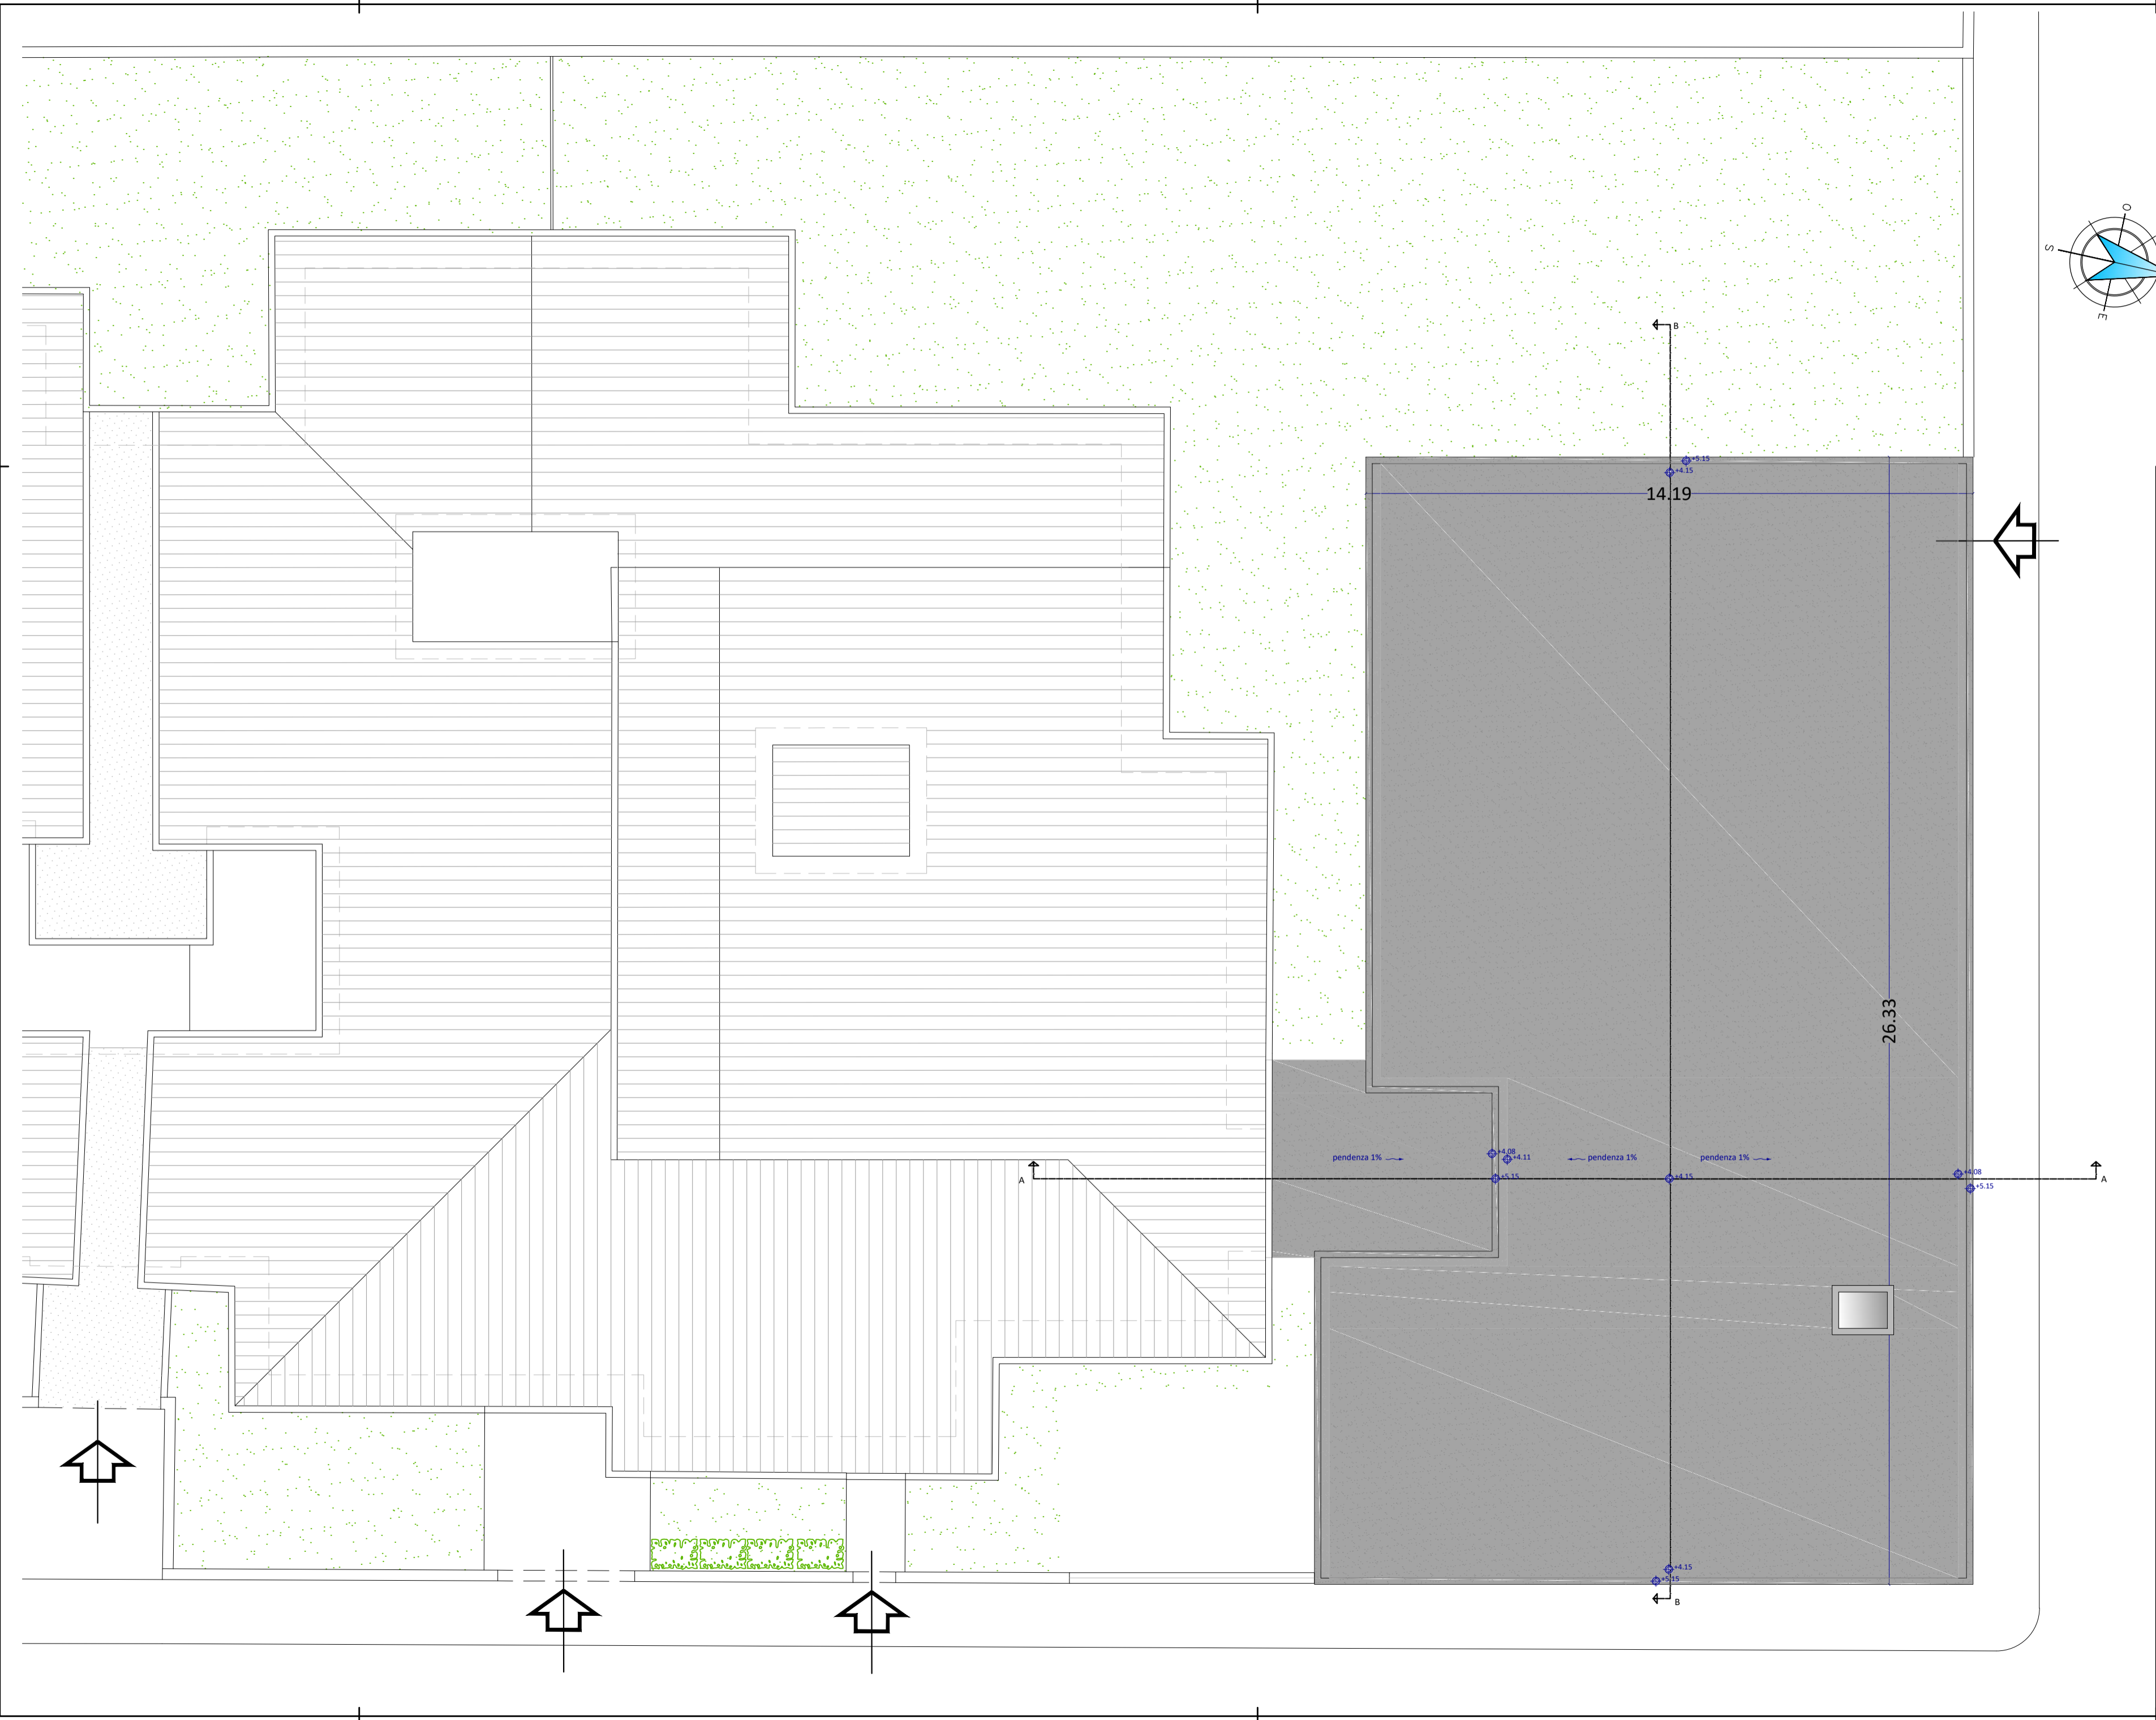 O
S
E
B
+5.15
+4.15
14.19
26.33
+4.08
+4.11
pendenza 1%
pendenza 1%
pendenza 1%
+4.08
+5.15
+4.15
+5.15
A
A
+4.15
+5.15
B